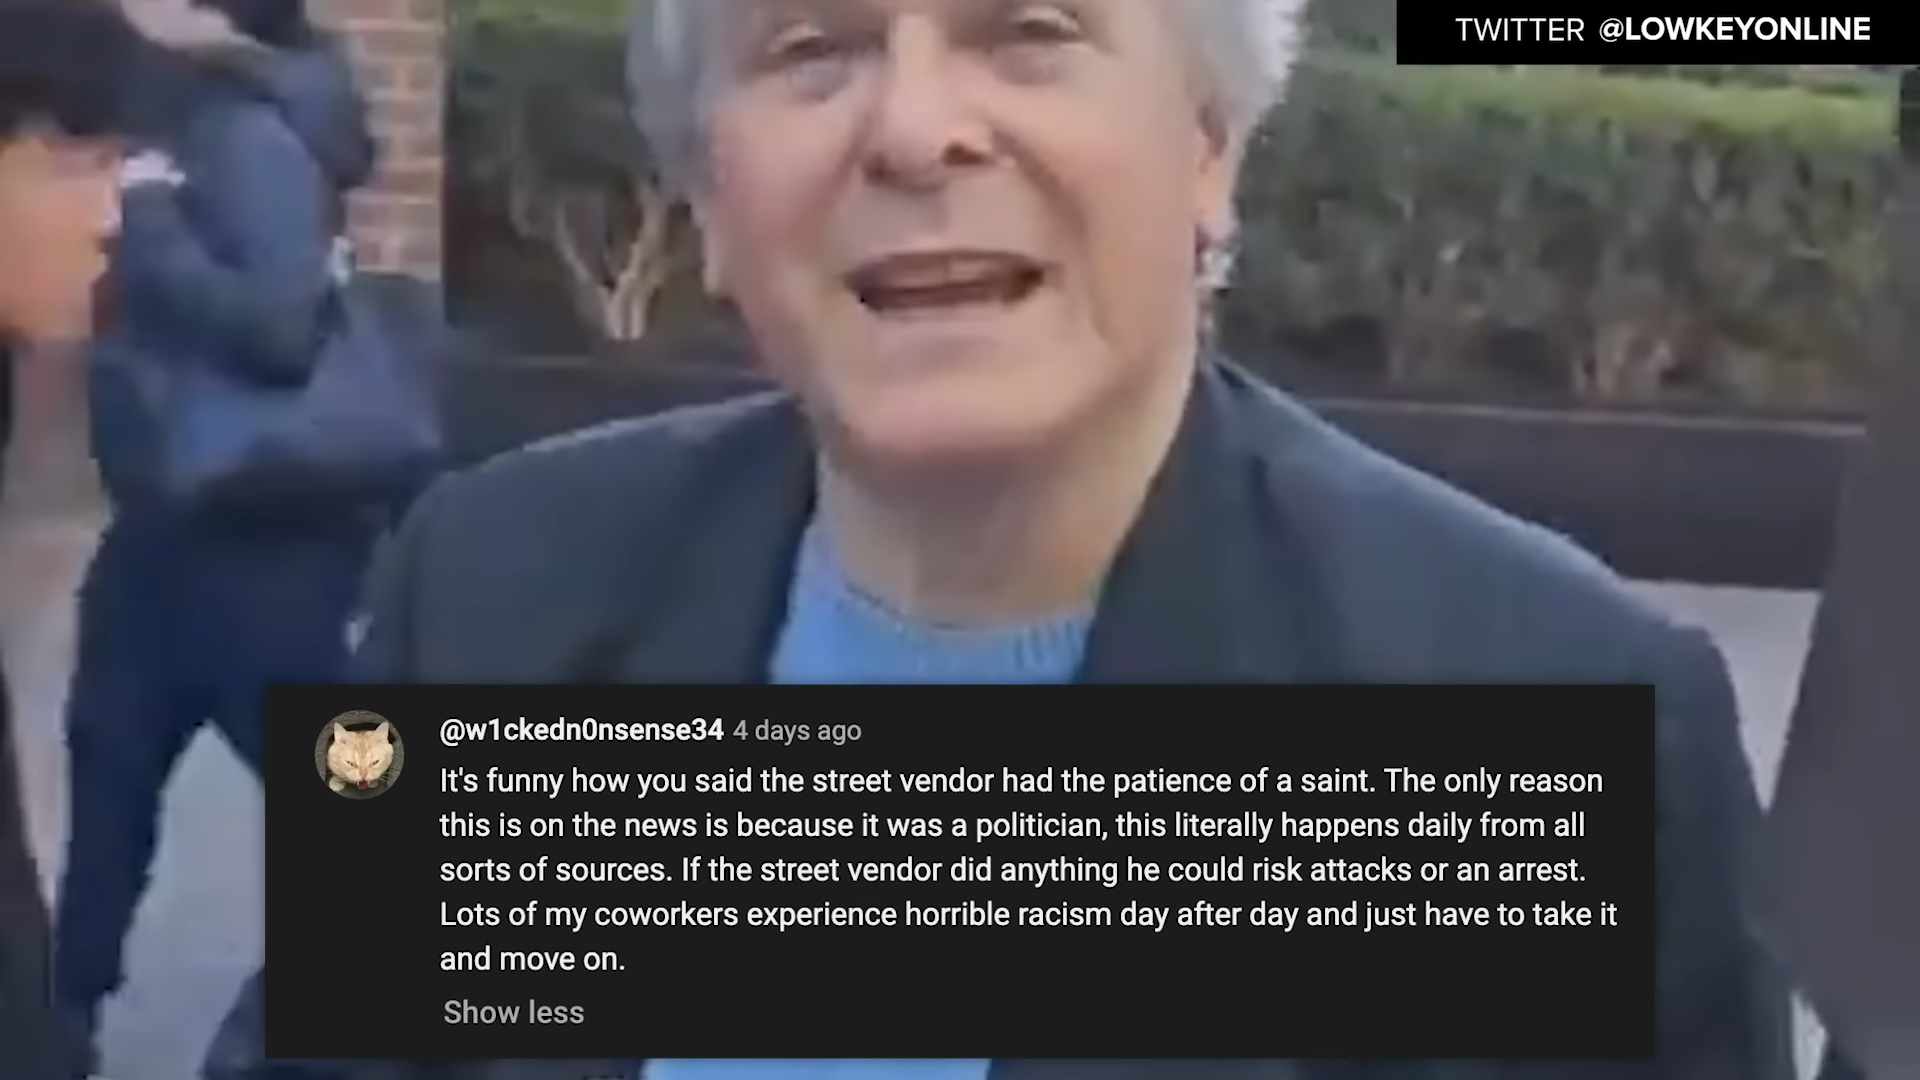 TWITTER @LOWKEYONLINE
@w1ckedn0nsense34 4 days ago
It's funny how you said the street vendor had the patience of a saint. The only reason
this is on the news is because it was a politician, this literally happens daily from all
sorts of sources. If the street vendor did anything he could risk attacks or an arrest.
Lots of my coworkers experience horrible racism day after day and just have to take it
and move on.
Show less